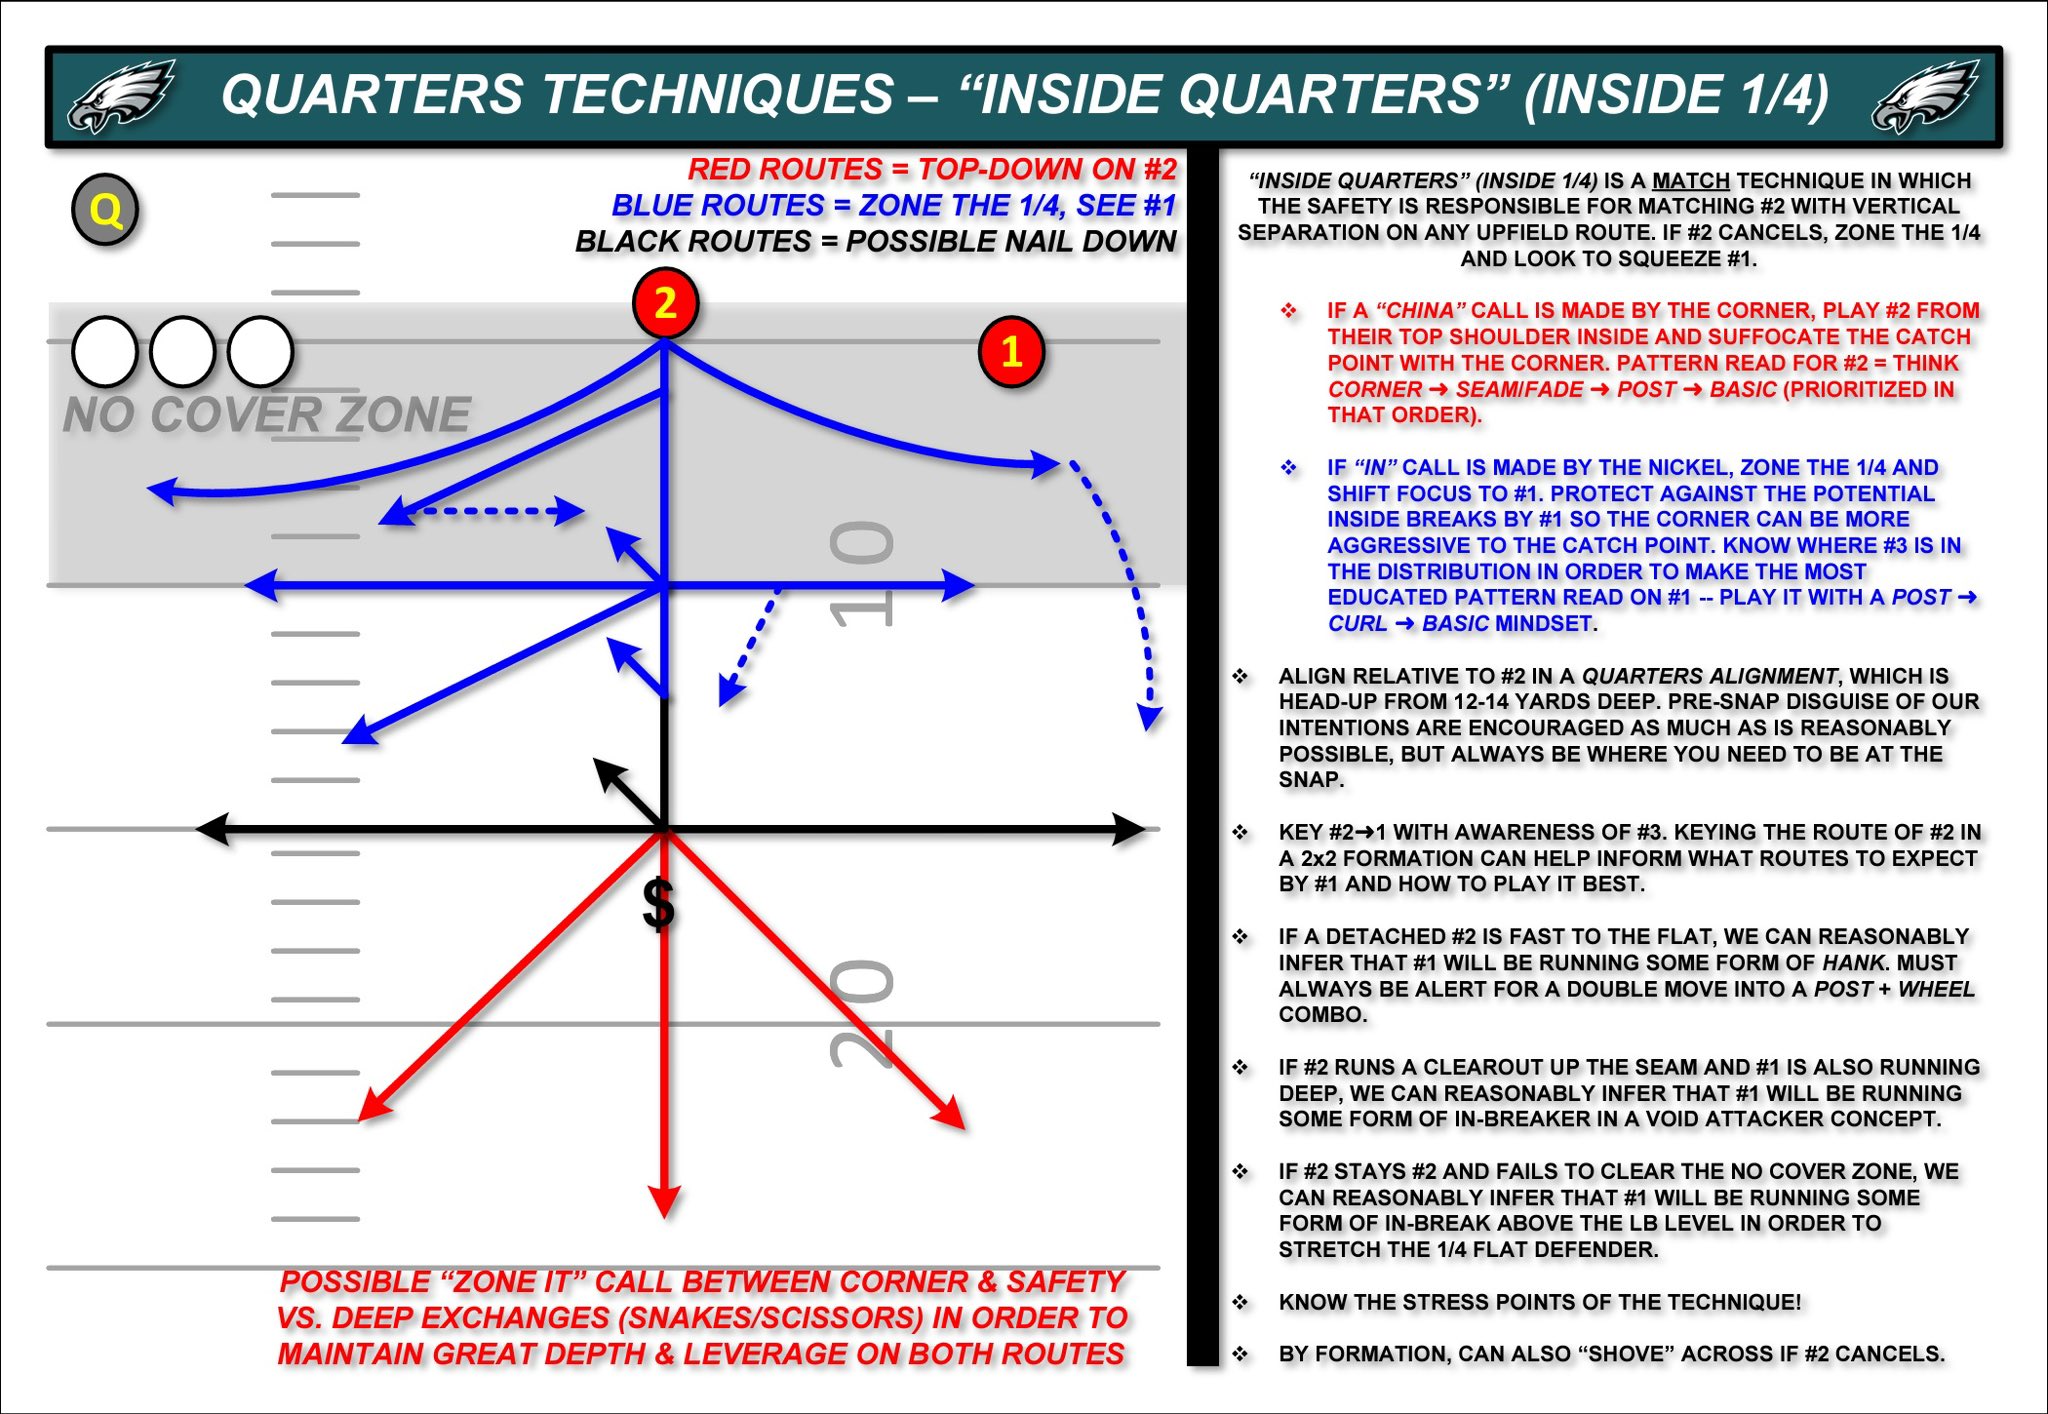 QUARTERS TECHNIQUES – “INSIDE QUARTERS” (INSIDE 1/4)
RED ROUTES = TOP-DOWN ON #2
BLUE ROUTES = ZONE THE 1/4, SEE #1
BLACK ROUTES = POSSIBLE NAIL DOWN
Q
2
1
NO COVER ZONE
10
$
20
POSSIBLE “ZONE IT” CALL BETWEEN CORNER & SAFETY
VS. DEEP EXCHANGES (SNAKES/SCISSORS) IN ORDER TO
MAINTAIN GREAT DEPTH & LEVERAGE ON BOTH ROUTES
“INSIDE QUARTERS” (INSIDE 1/4) IS A MATCH TECHNIQUE IN WHICH
THE SAFETY IS RESPONSIBLE FOR MATCHING #2 WITH VERTICAL
SEPARATION ON ANY UPFIELD ROUTE. IF #2 CANCELS, ZONE THE 1/4
AND LOOK TO SQUEEZE #1.
❖ IF A “CHINA” CALL IS MADE BY THE CORNER, PLAY #2 FROM
THEIR TOP SHOULDER INSIDE AND SUFFOCATE THE CATCH
POINT WITH THE CORNER. PATTERN READ FOR #2 = THINK
CORNER ➜ SEAM/FADE ➜ POST ➜ BASIC (PRIORITIZED IN
THAT ORDER).
❖ IF “IN” CALL IS MADE BY THE NICKEL, ZONE THE 1/4 AND
SHIFT FOCUS TO #1. PROTECT AGAINST THE POTENTIAL
INSIDE BREAKS BY #1 SO THE CORNER CAN BE MORE
AGGRESSIVE TO THE CATCH POINT. KNOW WHERE #3 IS IN
THE DISTRIBUTION IN ORDER TO MAKE THE MOST
EDUCATED PATTERN READ ON #1 -- PLAY IT WITH A POST ➜
CURL ➜ BASIC MINDSET.
❖ ALIGN RELATIVE TO #2 IN A QUARTERS ALIGNMENT, WHICH IS
HEAD-UP FROM 12-14 YARDS DEEP. PRE-SNAP DISGUISE OF OUR
INTENTIONS ARE ENCOURAGED AS MUCH AS IS REASONABLY
POSSIBLE, BUT ALWAYS BE WHERE YOU NEED TO BE AT THE
SNAP.
❖ KEY #2➜1 WITH AWARENESS OF #3. KEYING THE ROUTE OF #2 IN
A 2x2 FORMATION CAN HELP INFORM WHAT ROUTES TO EXPECT
BY #1 AND HOW TO PLAY IT BEST.
❖ IF A DETACHED #2 IS FAST TO THE FLAT, WE CAN REASONABLY
INFER THAT #1 WILL BE RUNNING SOME FORM OF HANK. MUST
ALWAYS BE ALERT FOR A DOUBLE MOVE INTO A POST + WHEEL
COMBO.
❖ IF #2 RUNS A CLEAROUT UP THE SEAM AND #1 IS ALSO RUNNING
DEEP, WE CAN REASONABLY INFER THAT #1 WILL BE RUNNING
SOME FORM OF IN-BREAKER IN A VOID ATTACKER CONCEPT.
❖ IF #2 STAYS #2 AND FAILS TO CLEAR THE NO COVER ZONE, WE
CAN REASONABLY INFER THAT #1 WILL BE RUNNING SOME
FORM OF IN-BREAK ABOVE THE LB LEVEL IN ORDER TO
STRETCH THE 1/4 FLAT DEFENDER.
❖ KNOW THE STRESS POINTS OF THE TECHNIQUE!
❖ BY FORMATION, CAN ALSO “SHOVE” ACROSS IF #2 CANCELS.